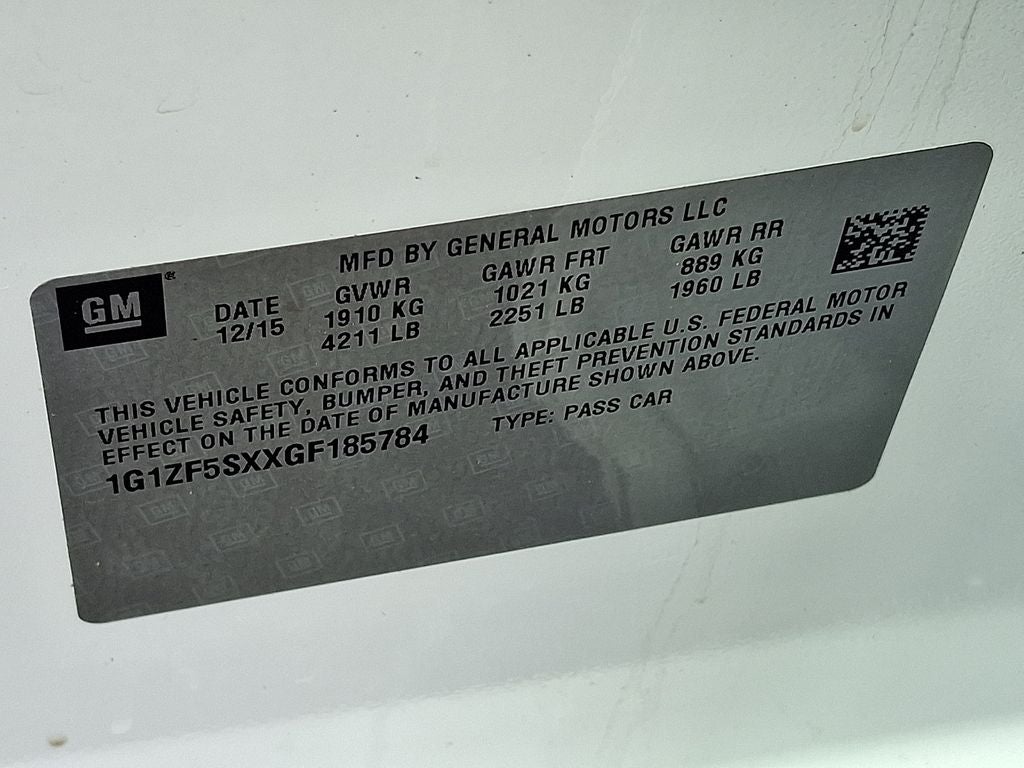 MFD BY GENERAL MOTORS LLC
GM®
DATE GVWR GAWR FRT GAWR RR
12/15 1910 KG 1021 KG 889 KG
4211 LB 2251 LB 1960 LB
THIS VEHICLE CONFORMS TO ALL APPLICABLE U.S. FEDERAL MOTOR
VEHICLE SAFETY, BUMPER, AND THEFT PREVENTION STANDARDS IN
EFFECT ON THE DATE OF MANUFACTURE SHOWN ABOVE.
1G1ZF5SXXGF185784 TYPE: PASS CAR